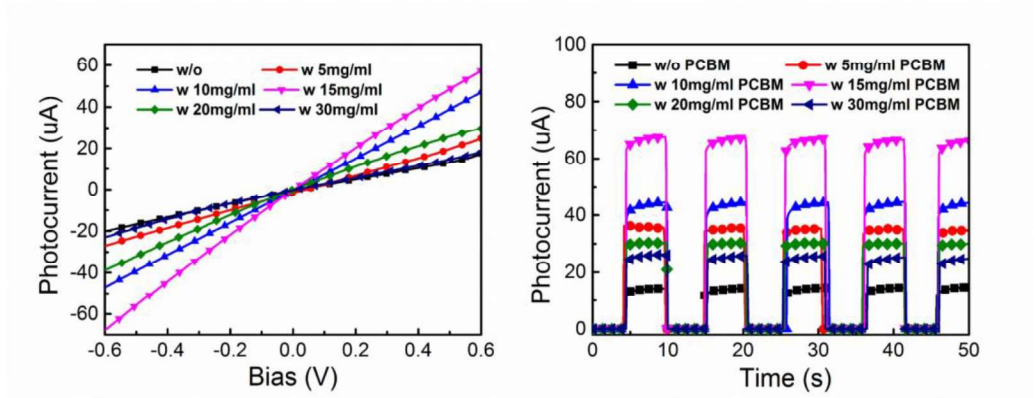 Photocurrent (uA)
60
40
20
0
-20
-40
-60
w/o
w 5mg/ml
w 10mg/ml
w 15mg/ml
w 20mg/ml
w 30mg/ml
-0.6
-0.4
-0.2
0.0
0.2
0.4
0.6
Bias (V)
Photocurrent (uA)
100
80
60
40
20
0
w/o PCBM
w 5mg/ml PCBM
w 10mg/ml PCBM
w 15mg/ml PCBM
w 20mg/ml PCBM
w 30mg/ml PCBM
0
10
20
30
40
50
Time (s)